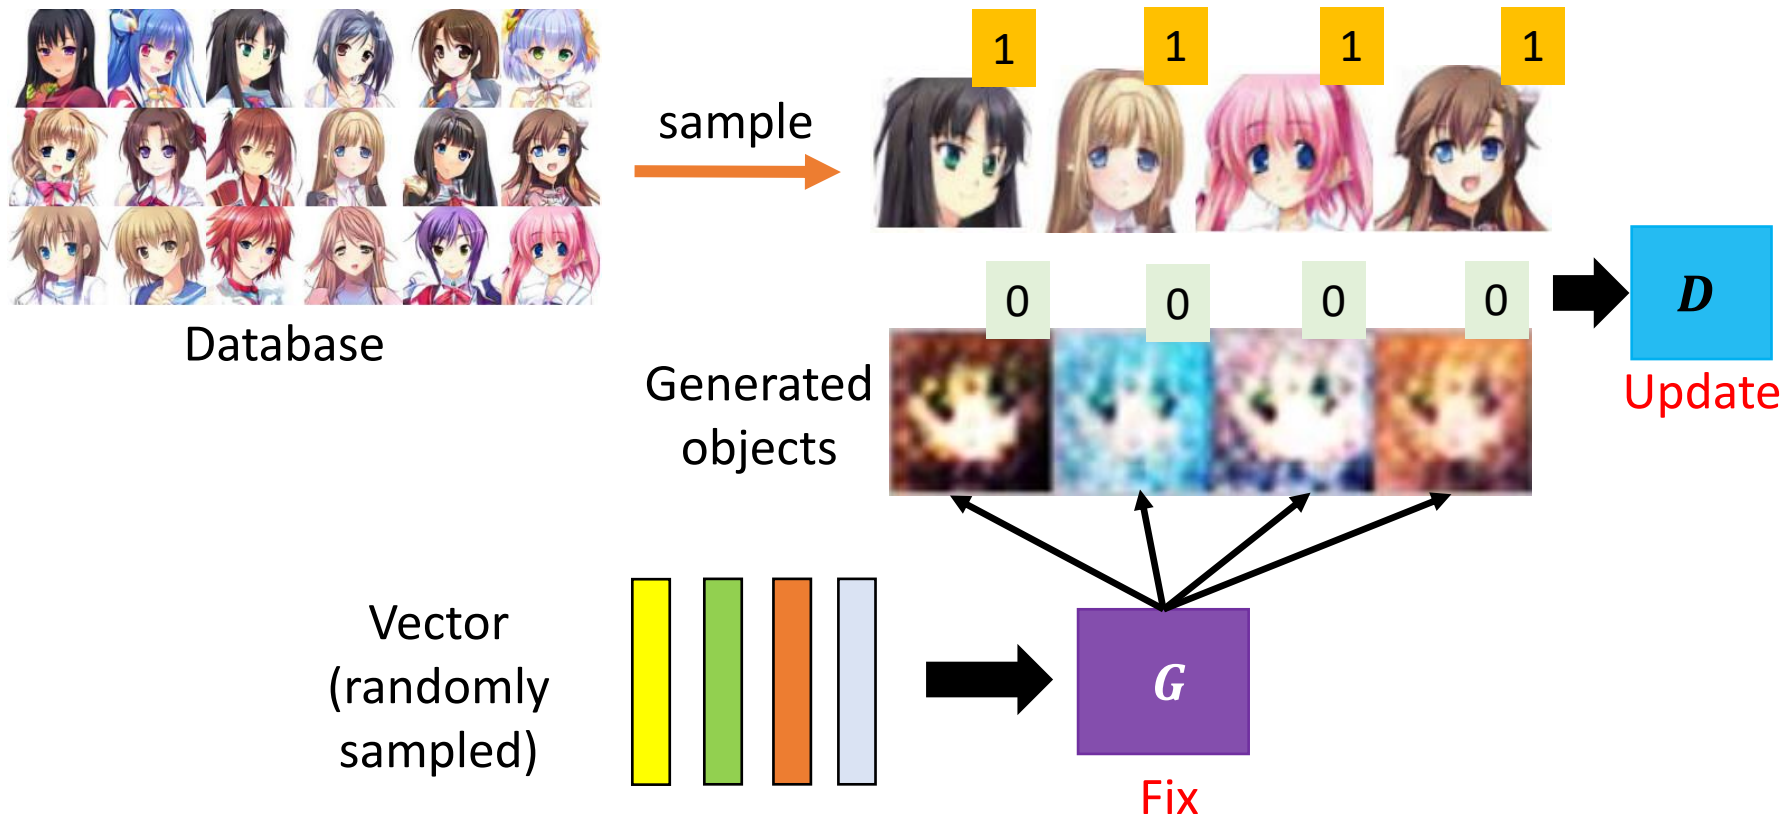 1 1 1 1
sample
0 0 0 0
D
Database
Generated
objects
Update
Vector
(randomly
sampled)
G
Fix